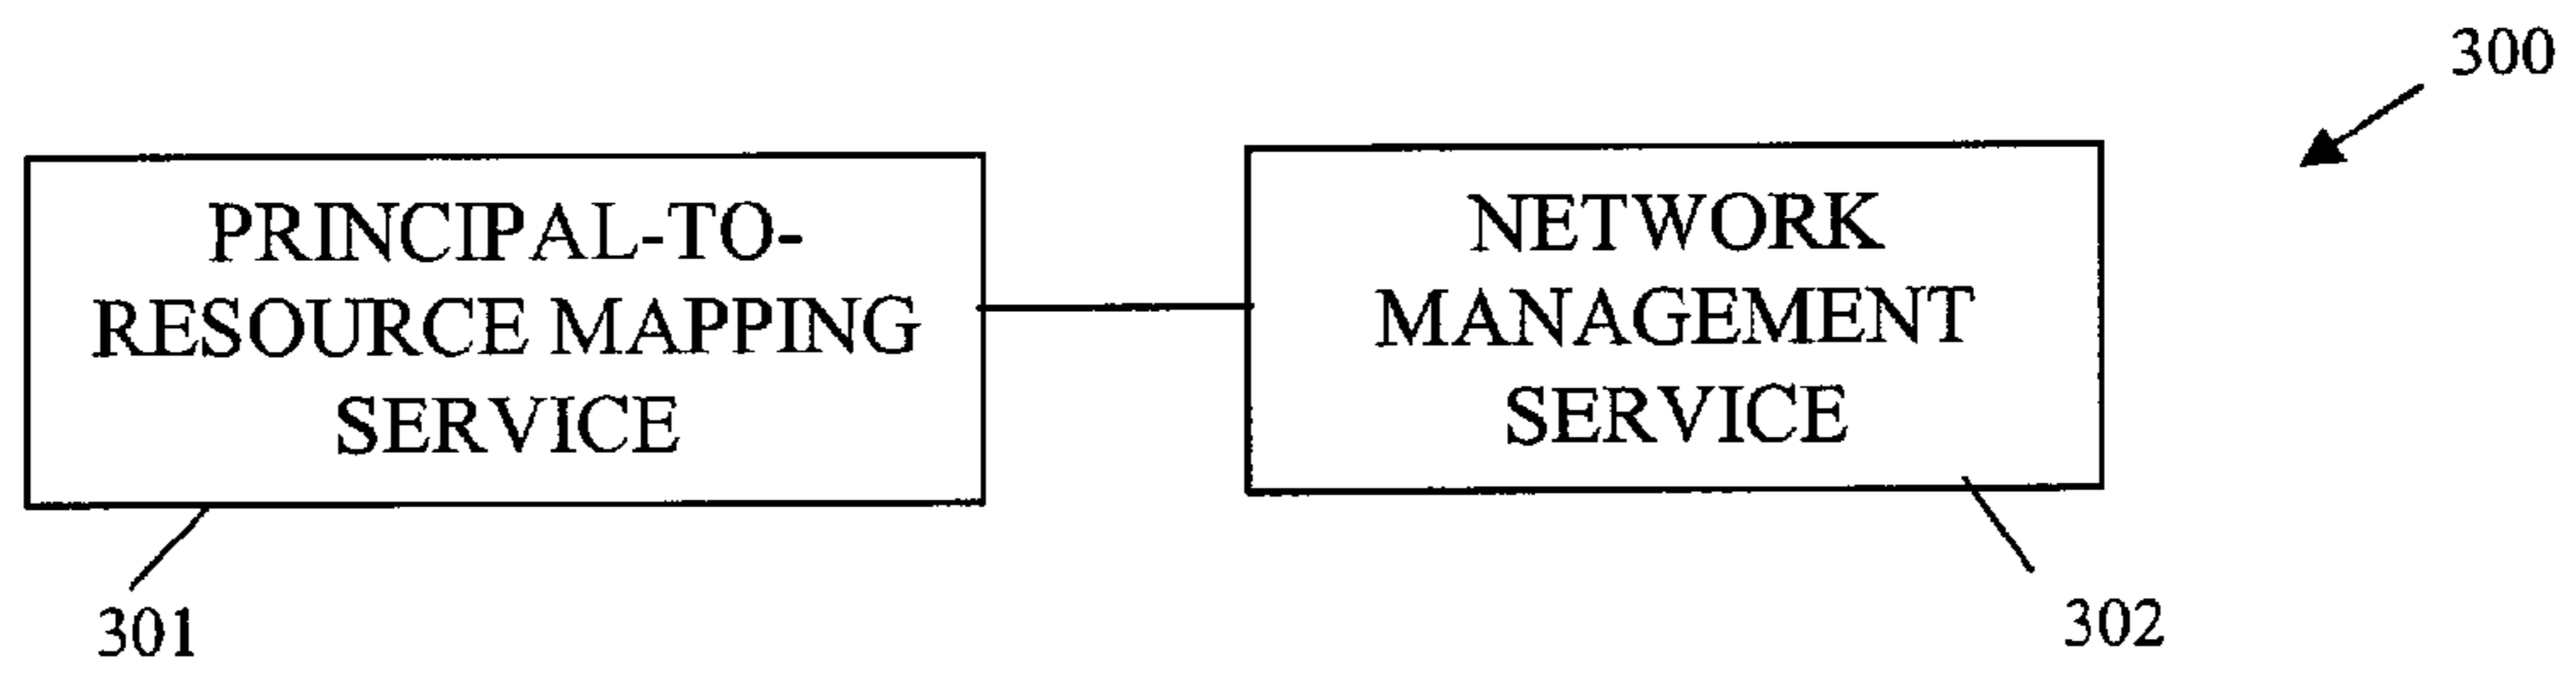 300
PRINCIPAL-TO-
RESOURCE MAPPING
SERVICE
NETWORK
MANAGEMENT
SERVICE
301
302